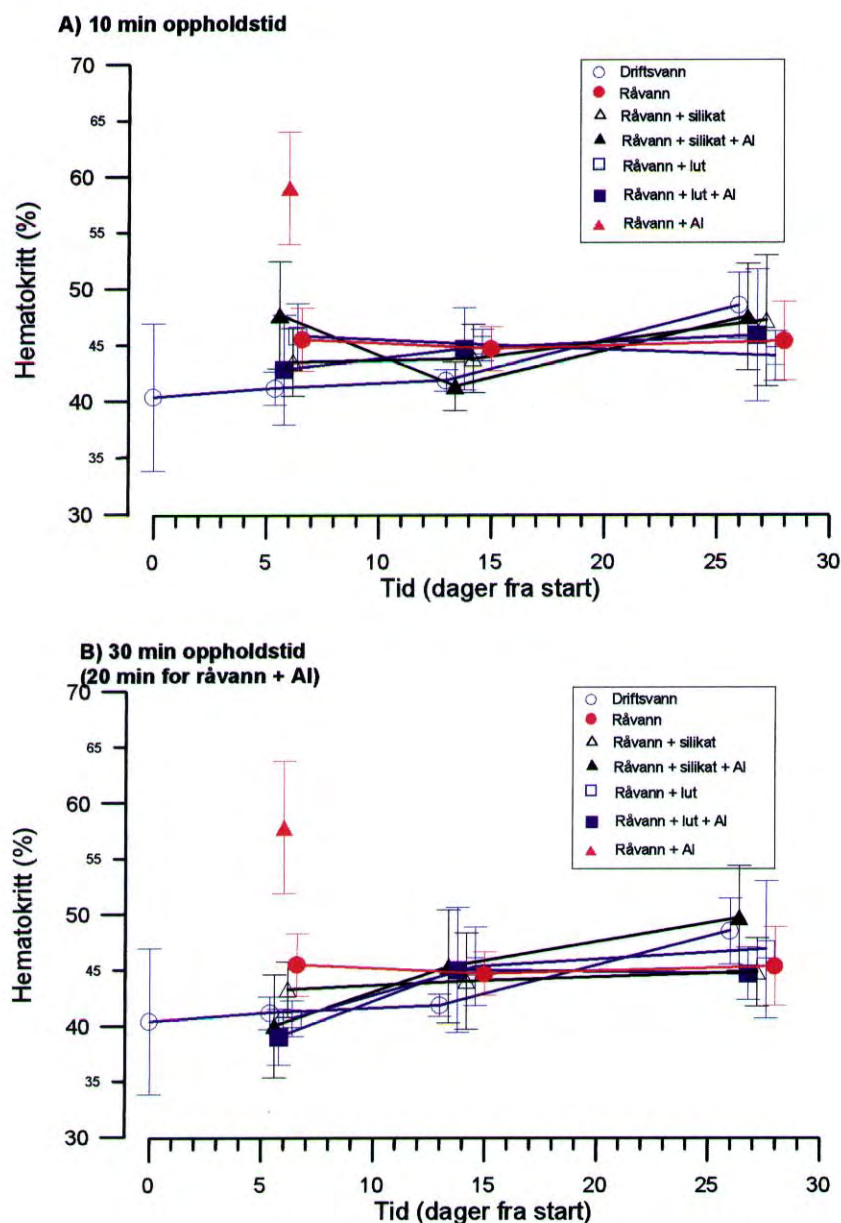 A) 10 min oppholdstid
70
65
60
55
50
45
40
35
30
Hematokritt (%)
Driftsvann
Råvann
Råvann + silikat
Råvann + silikat + Al
Råvann + lut
Råvann + lut + Al
Råvann + Al
0
5
10
15
20
25
30
Tid (dager fra start)
B) 30 min oppholdstid
(20 min for råvann + Al)
70
65
60
55
50
45
40
35
30
Hematokritt (%)
Driftsvann
Råvann
Råvann + silikat
Råvann + silikat + Al
Råvann + lut
Råvann + lut + Al
Råvann + Al
0
5
10
15
20
25
30
Tid (dager fra start)